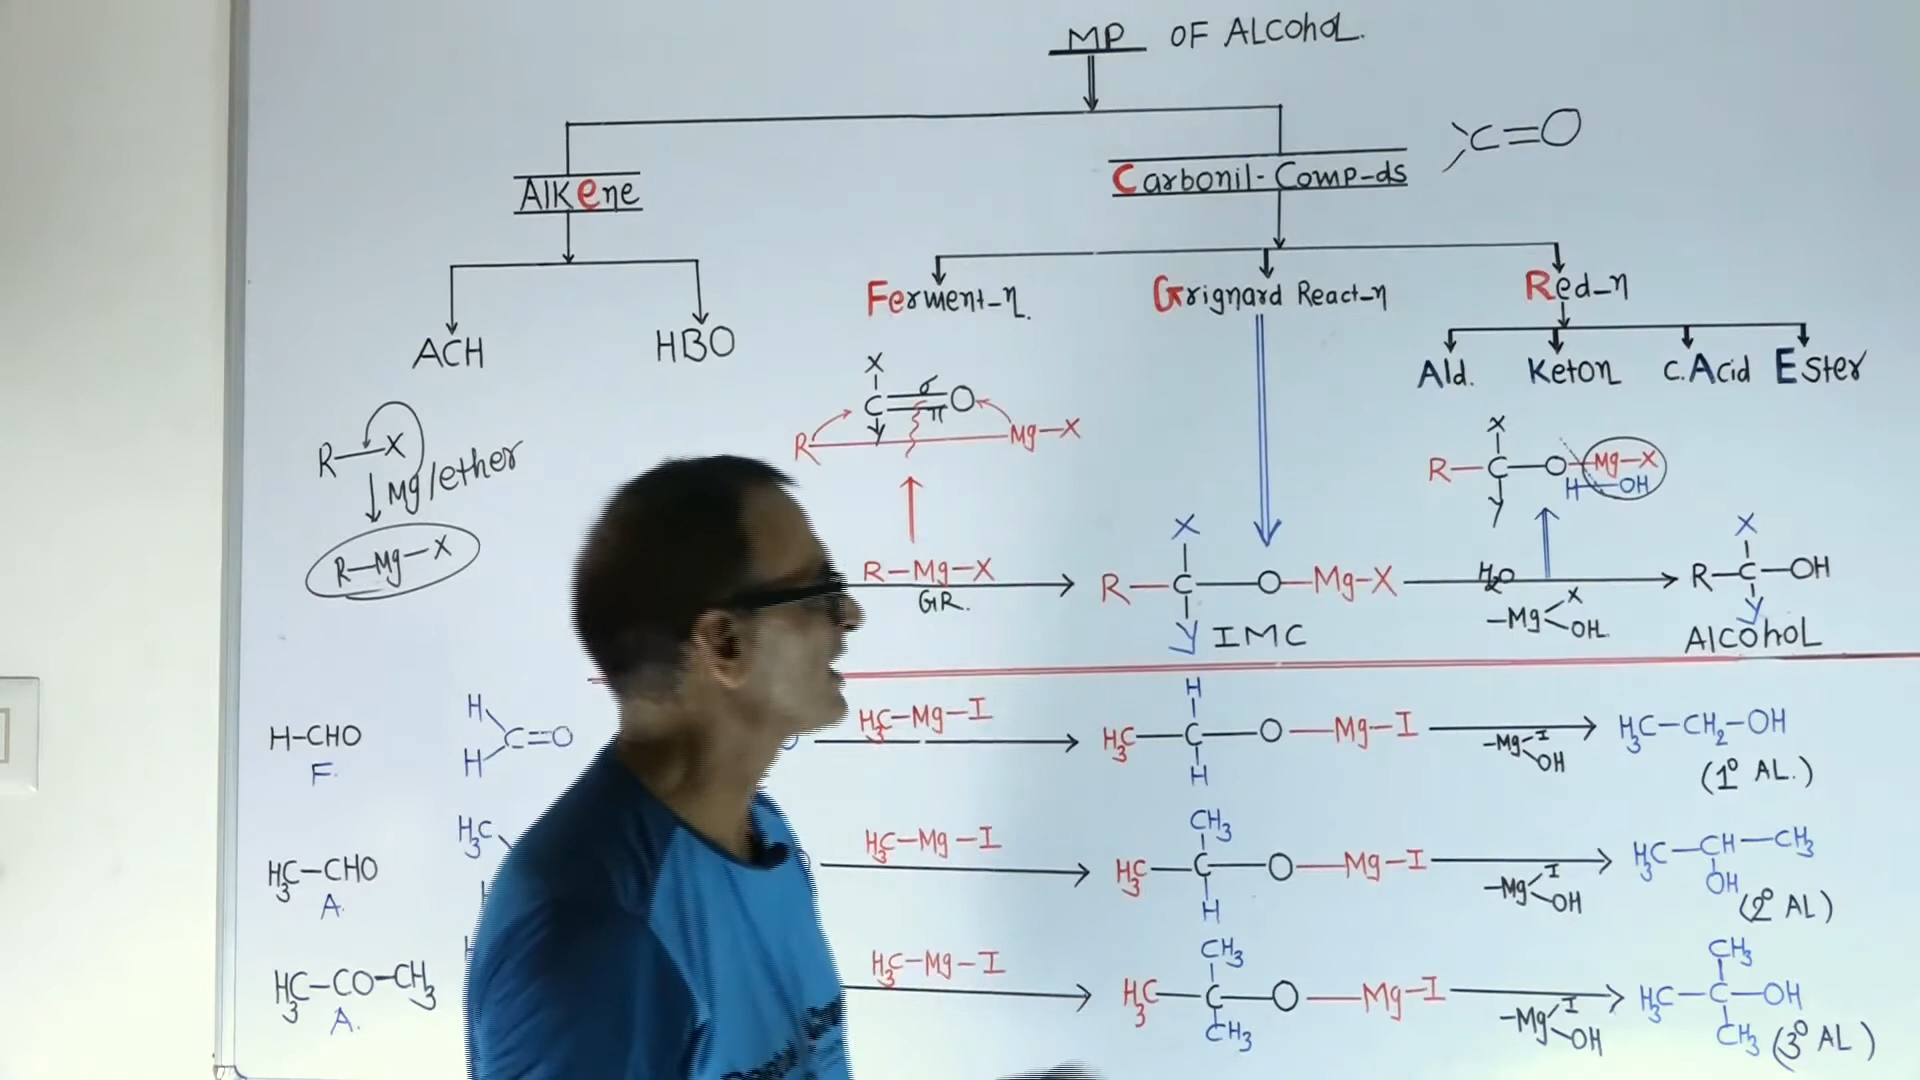 MP OF ALCOHOL.
Alkene
Carbonil- Comp-ds
>C=O
ACH
HBO
Ferment-n.
Grignard React-n
Red-n
Ald.
Keton
C.Acid
Ester
R—X
Mg/ether
R—Mg—X
X
C=O
σ
π
y
R
Mg—X
X
R—C—O—Mg—X
H—OH
y
R—Mg—X
GR.
X
R—C—O—Mg—X
y
IMC
H2O
—Mg
X
OH.
X
R—C—OH
y
Alcohol
H—CHO
F.
H
C=O
H
H3C—Mg—I
H
H3C—C—O—Mg—I
H
—Mg
I
OH
H3C—CH2—OH
(1° AL.)
H3C—CHO
A.
H3C
H3C—Mg—I
CH3
H3C—C—O—Mg—I
H
—Mg
I
OH
H3C—CH—CH3
OH
(2° AL)
H3C—CO—CH3
A.
H3C—Mg—I
CH3
H3C—C—O—Mg—I
CH3
—Mg
I
OH
CH3
H3C—C—OH
CH3
(3° AL)